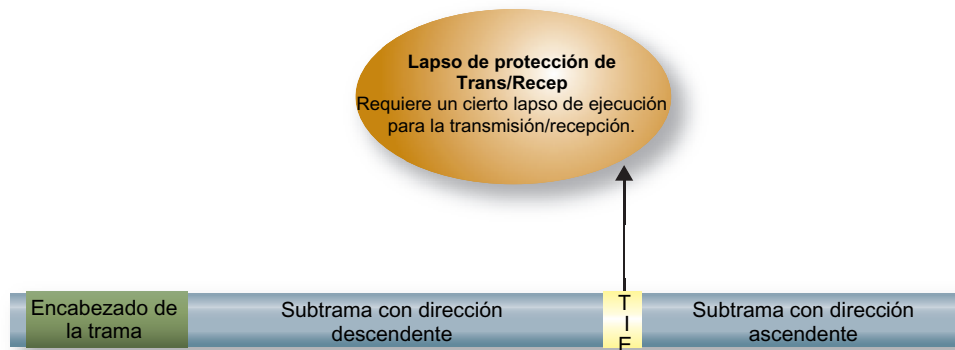 Lapso de protección de
Trans/Recep
Requiere un cierto lapso de ejecución
para la transmisión/recepción.
Encabezado de
la trama
Subtrama con dirección
descendente
T
I
F
Subtrama con dirección
ascendente